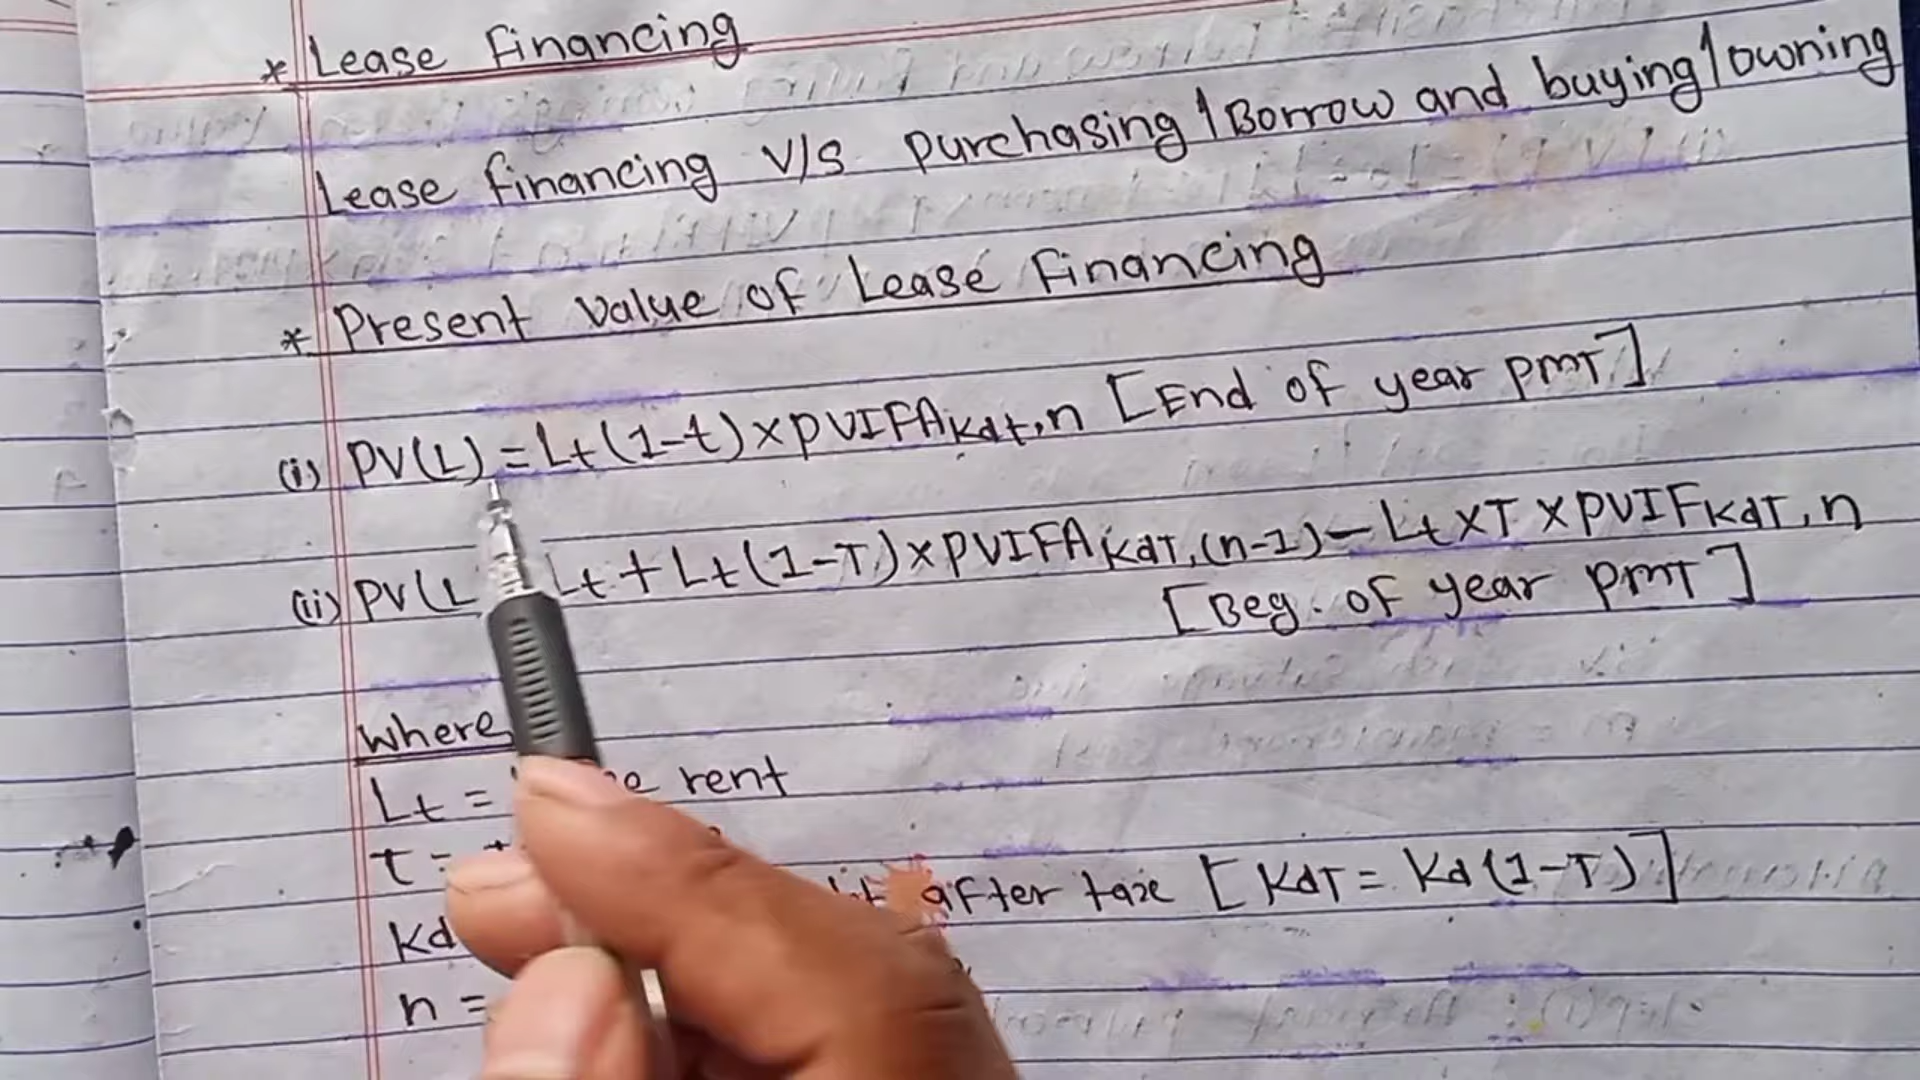 * Lease Financing
Lease financing V/S purchasing/Borrow and buying/owning
* Present Value of Lease Financing
(i) PV(L) = Lt(1-t)×PVIFAkdt,n [End of year PMT]
(ii) PV(L Lt + Lt(1-T)×PVIFAKdT,(n-1) - Lt×T×PVIFKdT,n
[Beg. of year PMT]
Where
Lt = rent
t =
Kd after taxe [KdT = Kd(1-T)]
n =